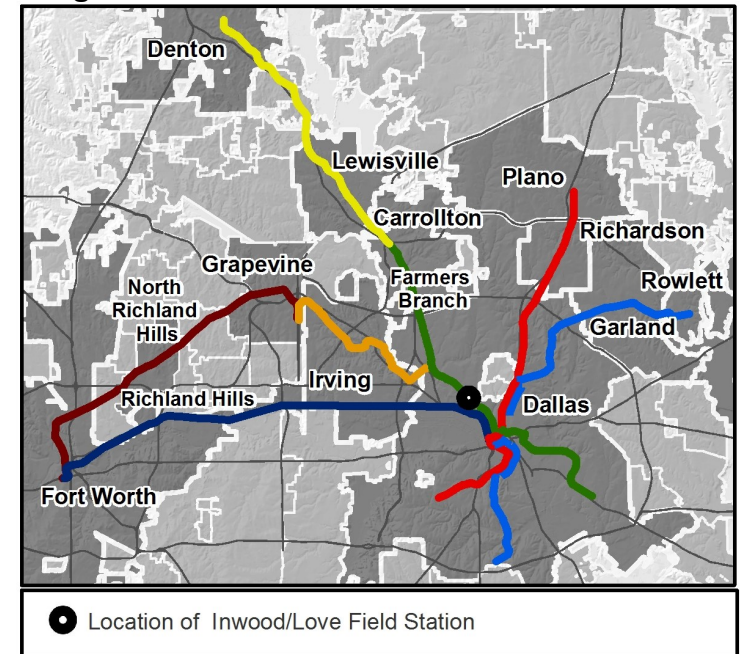 Denton
Lewisville
Plano
Carrollton
Richardson
Grapevine
Farmers
Branch
Rowlett
North
Richland
Hills
Garland
Irving
Richland Hills
Dallas
Fort Worth
Location of Inwood/Love Field Station